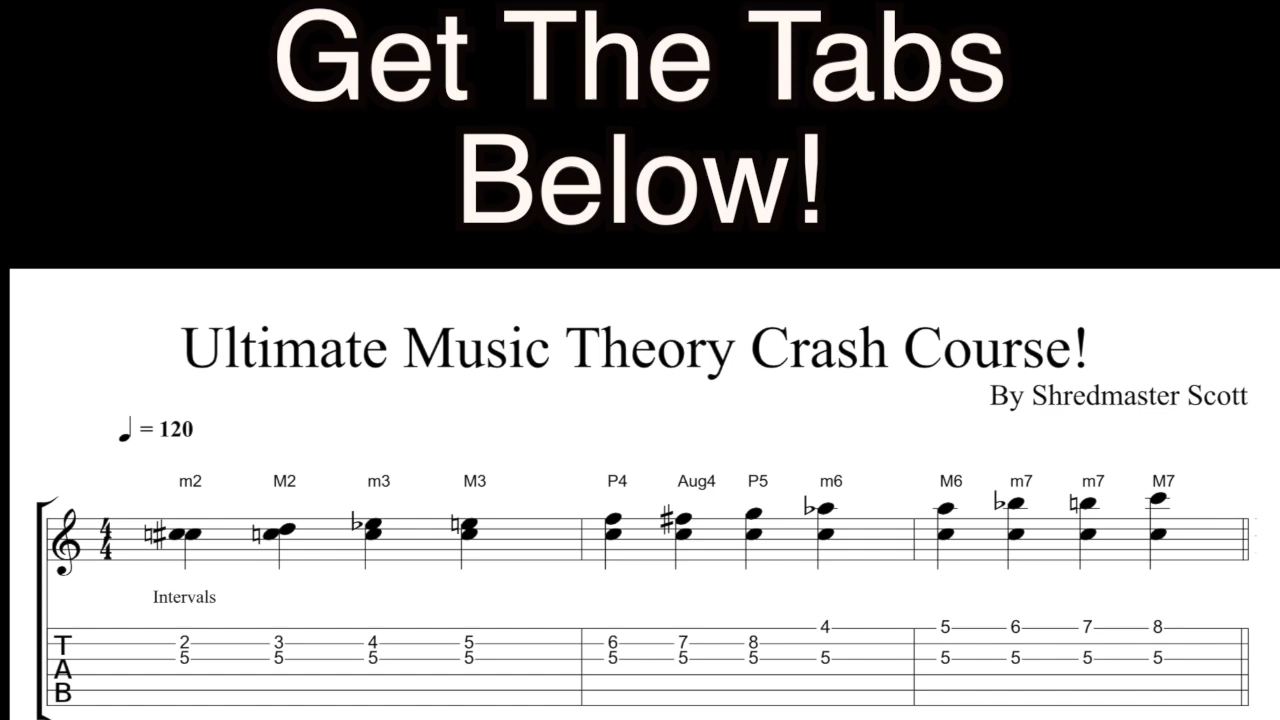 Get The Tabs
Below!
Ultimate Music Theory Crash Course!
By Shredmaster Scott
= 120
m2 M2 m3 M3 P4 Aug4 P5 m6 M6 m7 m7 M7
4 4
Intervals
4 5 6 7 8
2 3 4 5 6 7 8
5 5 5 5 5 5 5 5 5 5 5 5
T
A
B